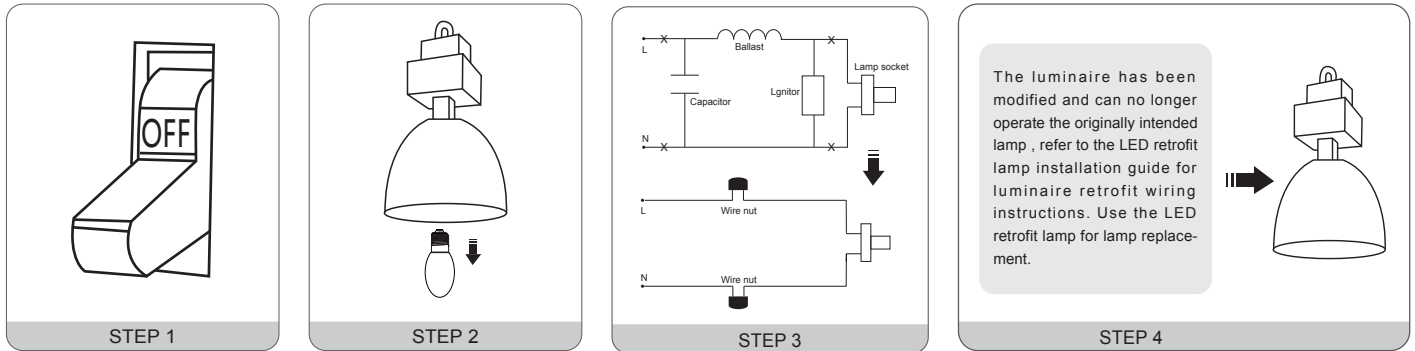 OFF
STEP 1
STEP 2
L
X
Ballast
X
Lamp socket
Capacitor
Lgnitor
N
X
X
L
Wire nut
N
Wire nut
STEP 3
The luminaire has been
modified and can no longer
operate the originally intended
lamp , refer to the LED retrofit
lamp installation guide for
luminaire retrofit wiring
instructions. Use the LED
retrofit lamp for lamp replace-
ment.
STEP 4